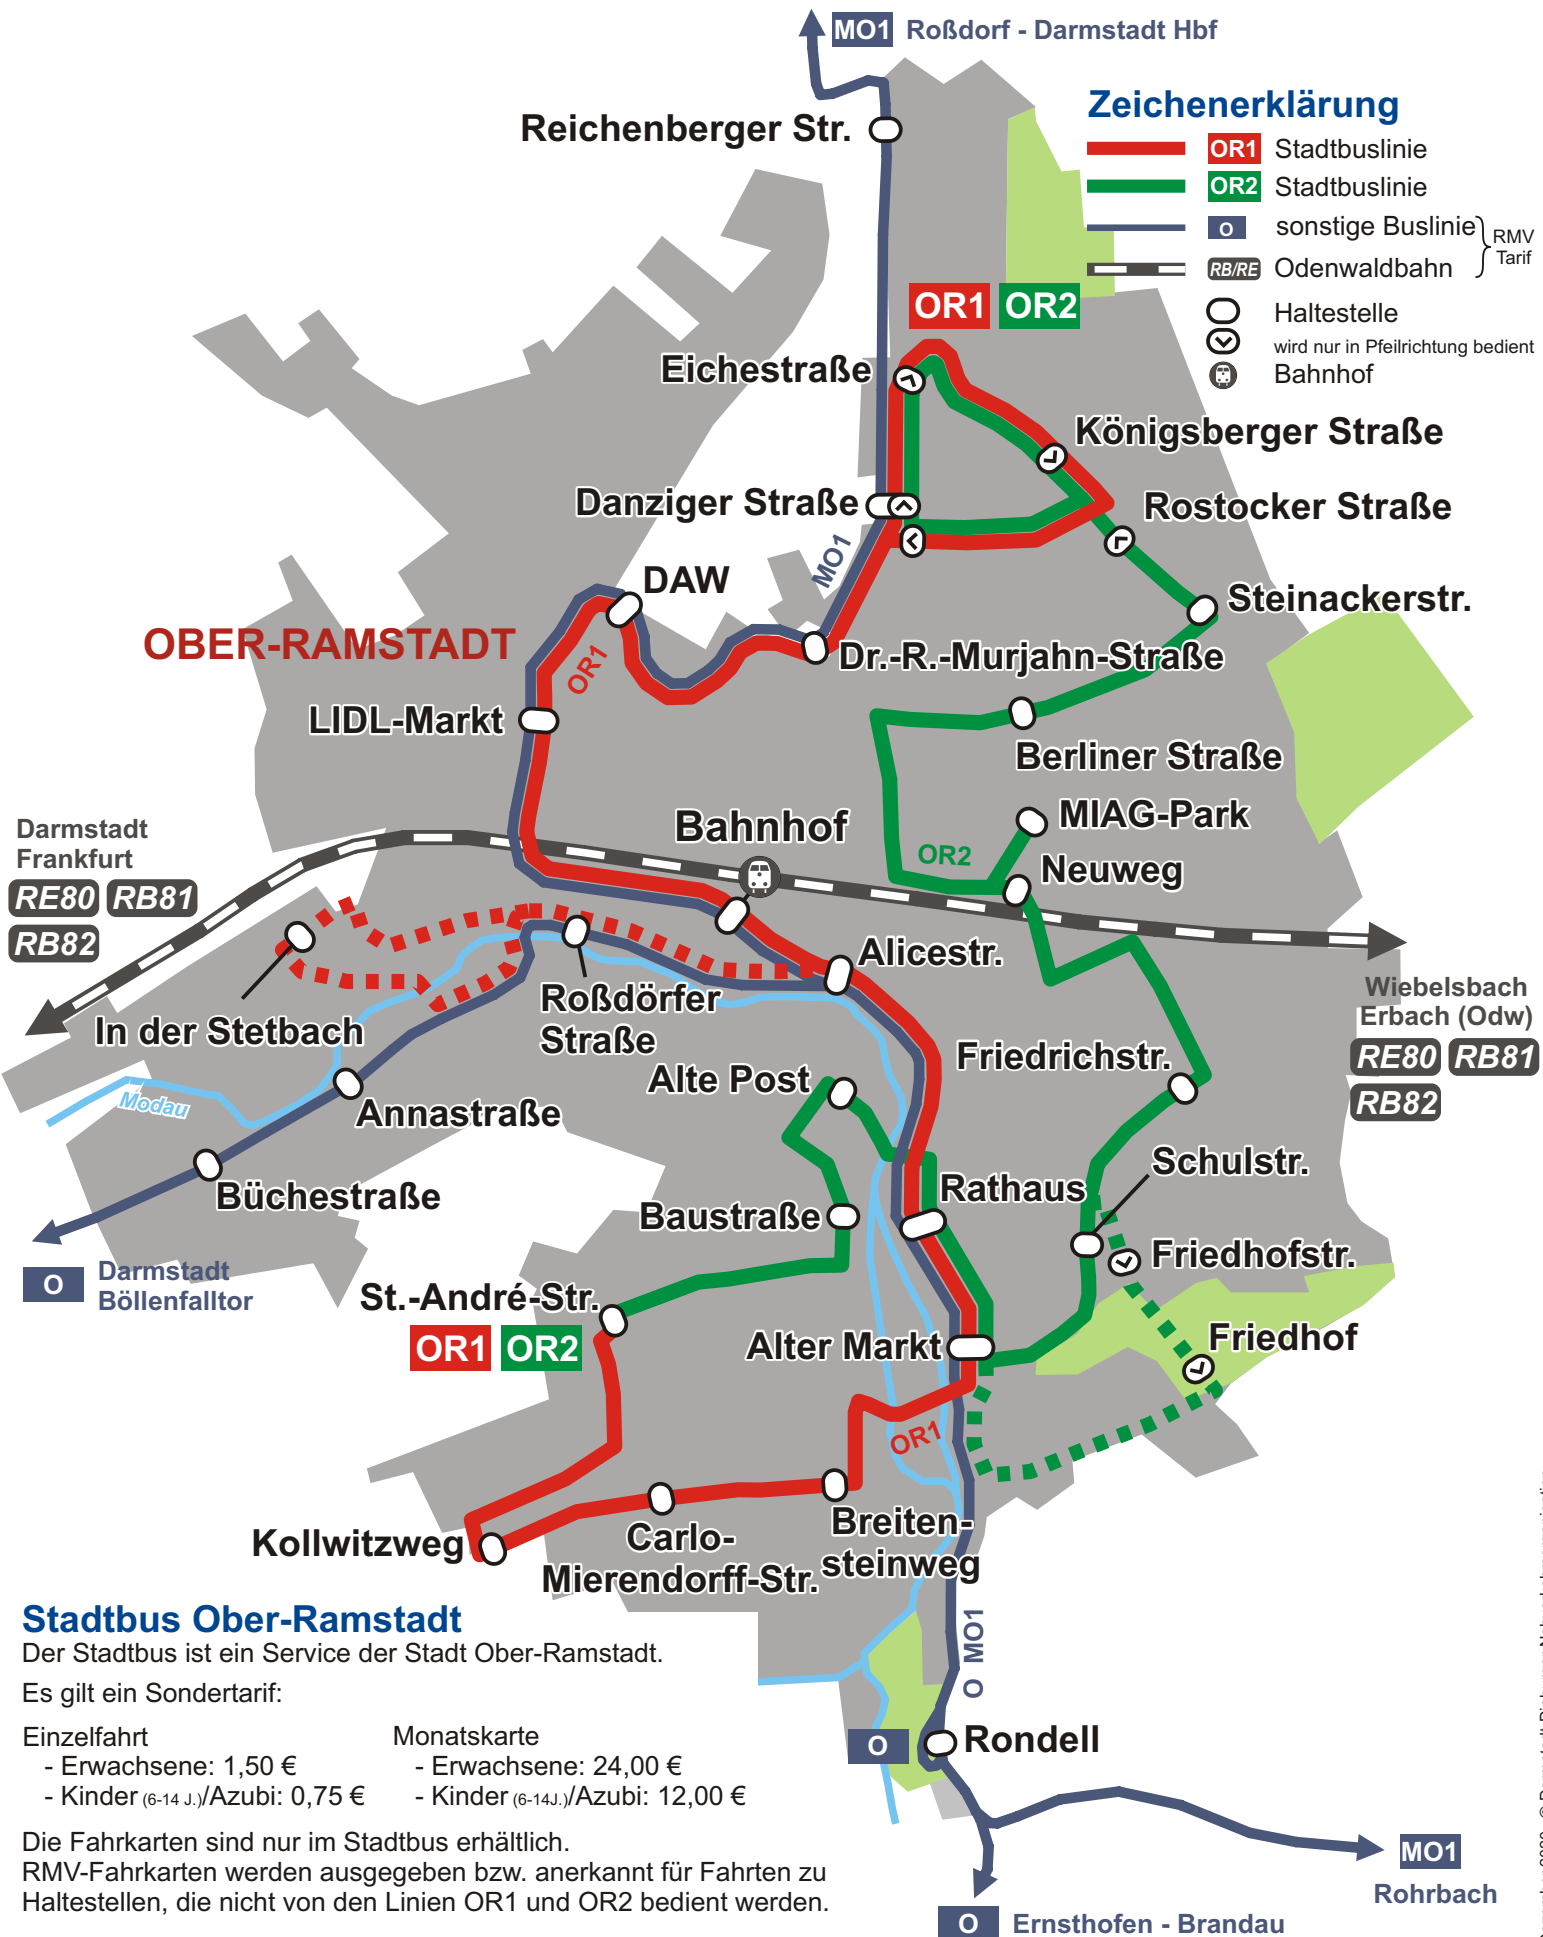 MO1 Roßdorf - Darmstadt Hbf
Zeichenerklärung
OR1 Stadtbuslinie
OR2 Stadtbuslinie
O sonstige Buslinie
RB/RE Odenwaldbahn
RMV
Tarif
Haltestelle
wird nur in Pfeilrichtung bedient
Bahnhof
Reichenberger Str.
OR1 OR2
Eichestraße
Königsberger Straße
Danziger Straße
Rostocker Straße
MO1
DAW
Steinackerstr.
OBER-RAMSTADT
OR1
Dr.-R.-Murjahn-Straße
LIDL-Markt
Berliner Straße
MIAG-Park
Bahnhof
OR2
Neuweg
Darmstadt
Frankfurt
RE80 RB81
RB82
Alicestr.
Roßdörfer
Straße
In der Stetbach
Wiebelsbach
Erbach (Odw)
RE80 RB81
RB82
Friedrichstr.
Alte Post
Modau
Annastraße
Schulstr.
Büchestraße
Rathaus
Baustraße
Friedhofstr.
O Darmstadt
Böllenfalltor
St.-André-Str.
OR1 OR2
Alter Markt
Friedhof
OR1
Kollwitzweg
Carlo-
Mierendorff-Str.
Breiten-
steinweg
O MO1
O
Rondell
MO1
Rohrbach
O Ernsthofen - Brandau
Stadtbus Ober-Ramstadt
Der Stadtbus ist ein Service der Stadt Ober-Ramstadt.
Es gilt ein Sondertarif:
Einzelfahrt
- Erwachsene: 1,50 €
- Kinder (6-14 J.)/Azubi: 0,75 €
Monatskarte
- Erwachsene: 24,00 €
- Kinder (6-14J.)/Azubi: 12,00 €
Die Fahrkarten sind nur im Stadtbus erhältlich.
RMV-Fahrkarten werden ausgegeben bzw. anerkannt für Fahrten zu
Haltestellen, die nicht von den Linien OR1 und OR2 bedient werden.